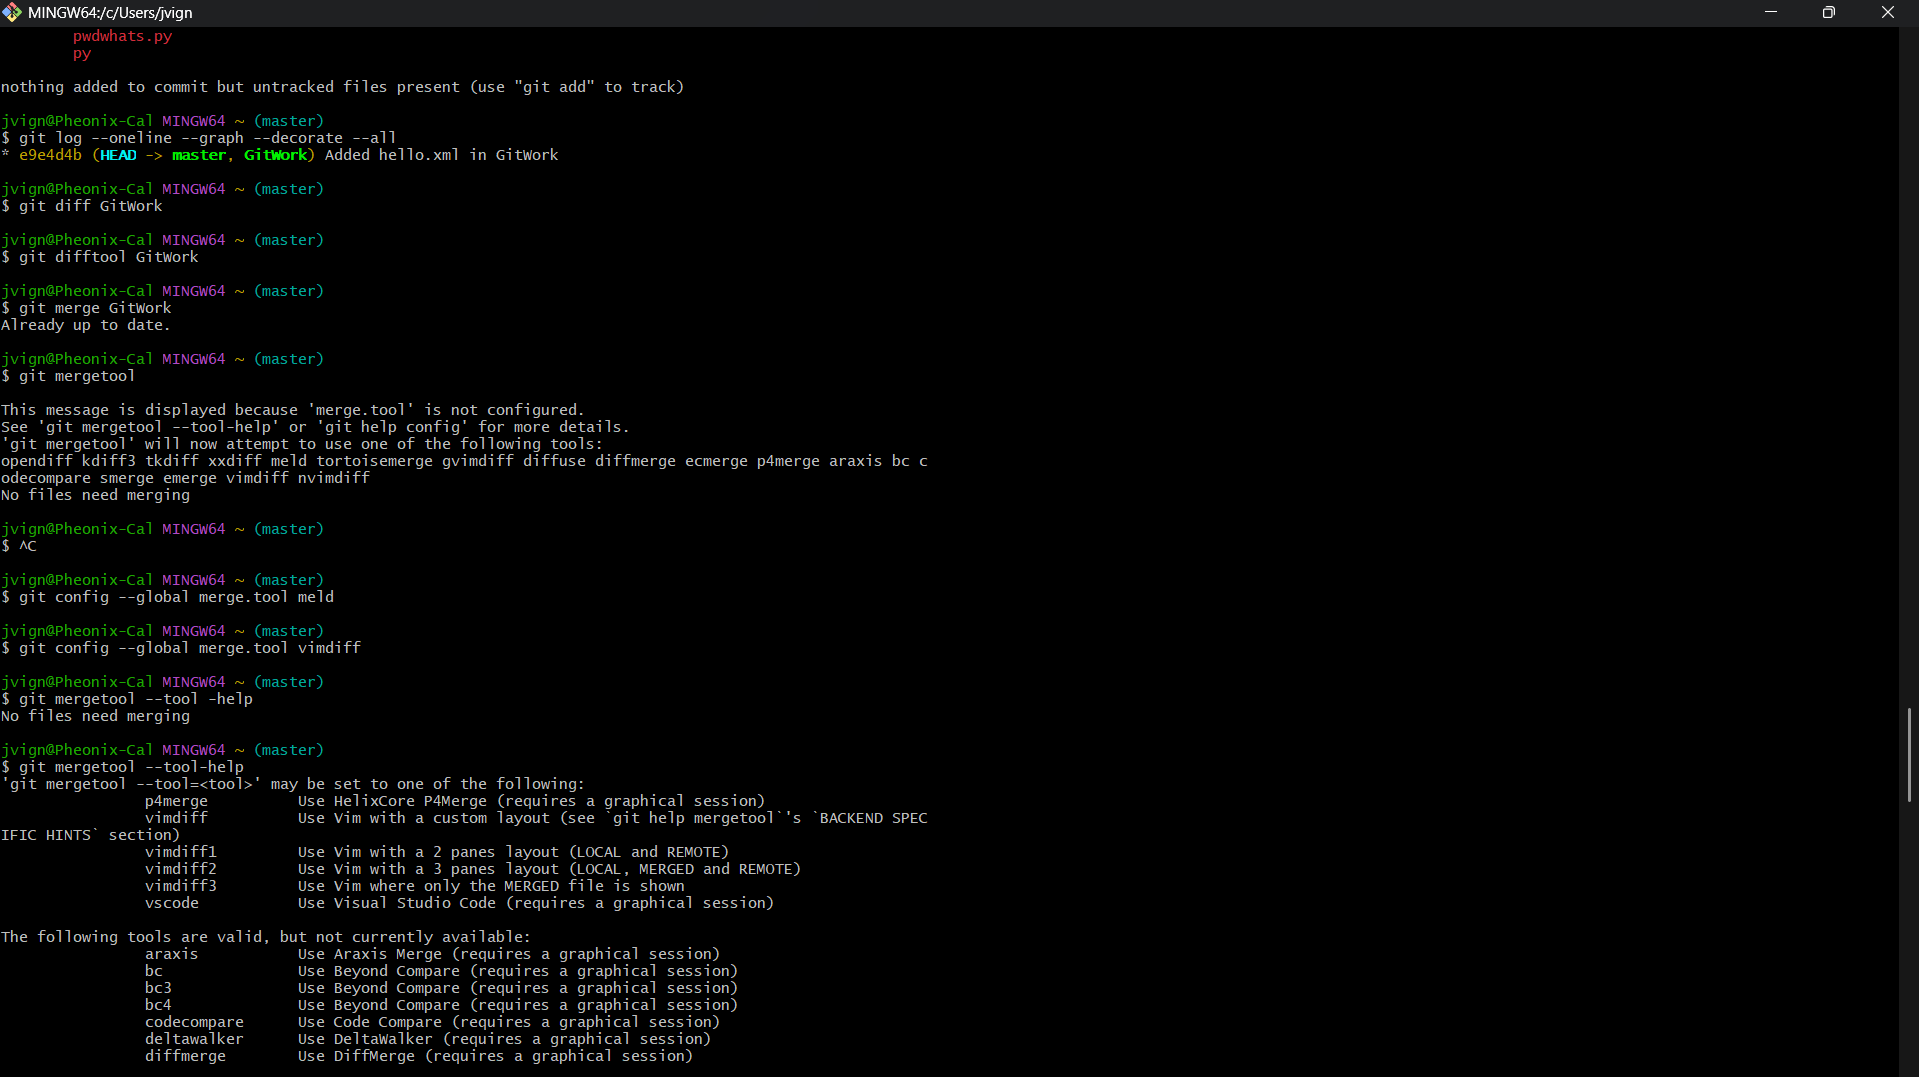 MINGW64:/c/Users/jvign
pwdwhats.py
py
nothing added to commit but untracked files present (use "git add" to track)
jvign@Pheonix-Cal MINGW64 ~ (master)
$ git log --oneline --graph --decorate --all
* e9e4d4b (HEAD -> master, GitWork) Added hello.xml in GitWork
jvign@Pheonix-Cal MINGW64 ~ (master)
$ git diff GitWork
jvign@Pheonix-Cal MINGW64 ~ (master)
$ git difftool GitWork
jvign@Pheonix-Cal MINGW64 ~ (master)
$ git merge GitWork
Already up to date.
jvign@Pheonix-Cal MINGW64 ~ (master)
$ git mergetool
This message is displayed because 'merge.tool' is not configured.
See 'git mergetool --tool-help' or 'git help config' for more details.
'git mergetool' will now attempt to use one of the following tools:
opendiff kdiff3 tkdiff xxdiff meld tortoisemerge gvimdiff diffuse diffmerge ecmerge p4merge araxis bc c
odecompare smerge emerge vimdiff nvimdiff
No files need merging
jvign@Pheonix-Cal MINGW64 ~ (master)
$ ^C
jvign@Pheonix-Cal MINGW64 ~ (master)
$ git config --global merge.tool meld
jvign@Pheonix-Cal MINGW64 ~ (master)
$ git config --global merge.tool vimdiff
jvign@Pheonix-Cal MINGW64 ~ (master)
$ git mergetool --tool -help
No files need merging
jvign@Pheonix-Cal MINGW64 ~ (master)
$ git mergetool --tool-help
'git mergetool --tool=<tool>' may be set to one of the following:
p4merge Use HelixCore P4Merge (requires a graphical session)
vimdiff Use Vim with a custom layout (see `git help mergetool`'s `BACKEND SPEC
IFIC HINTS` section)
vimdiff1 Use Vim with a 2 panes layout (LOCAL and REMOTE)
vimdiff2 Use Vim with a 3 panes layout (LOCAL, MERGED and REMOTE)
vimdiff3 Use Vim where only the MERGED file is shown
vscode Use Visual Studio Code (requires a graphical session)
The following tools are valid, but not currently available:
araxis Use Araxis Merge (requires a graphical session)
bc Use Beyond Compare (requires a graphical session)
bc3 Use Beyond Compare (requires a graphical session)
bc4 Use Beyond Compare (requires a graphical session)
codecompare Use Code Compare (requires a graphical session)
deltawalker Use DeltaWalker (requires a graphical session)
diffmerge Use DiffMerge (requires a graphical session)